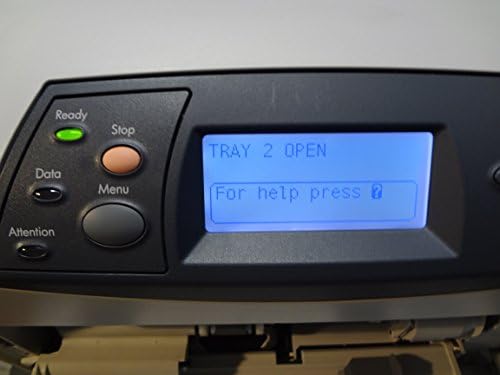 Ready
Stop
TRAY 2 OPEN
Data
Menu
For help press ?
Attention